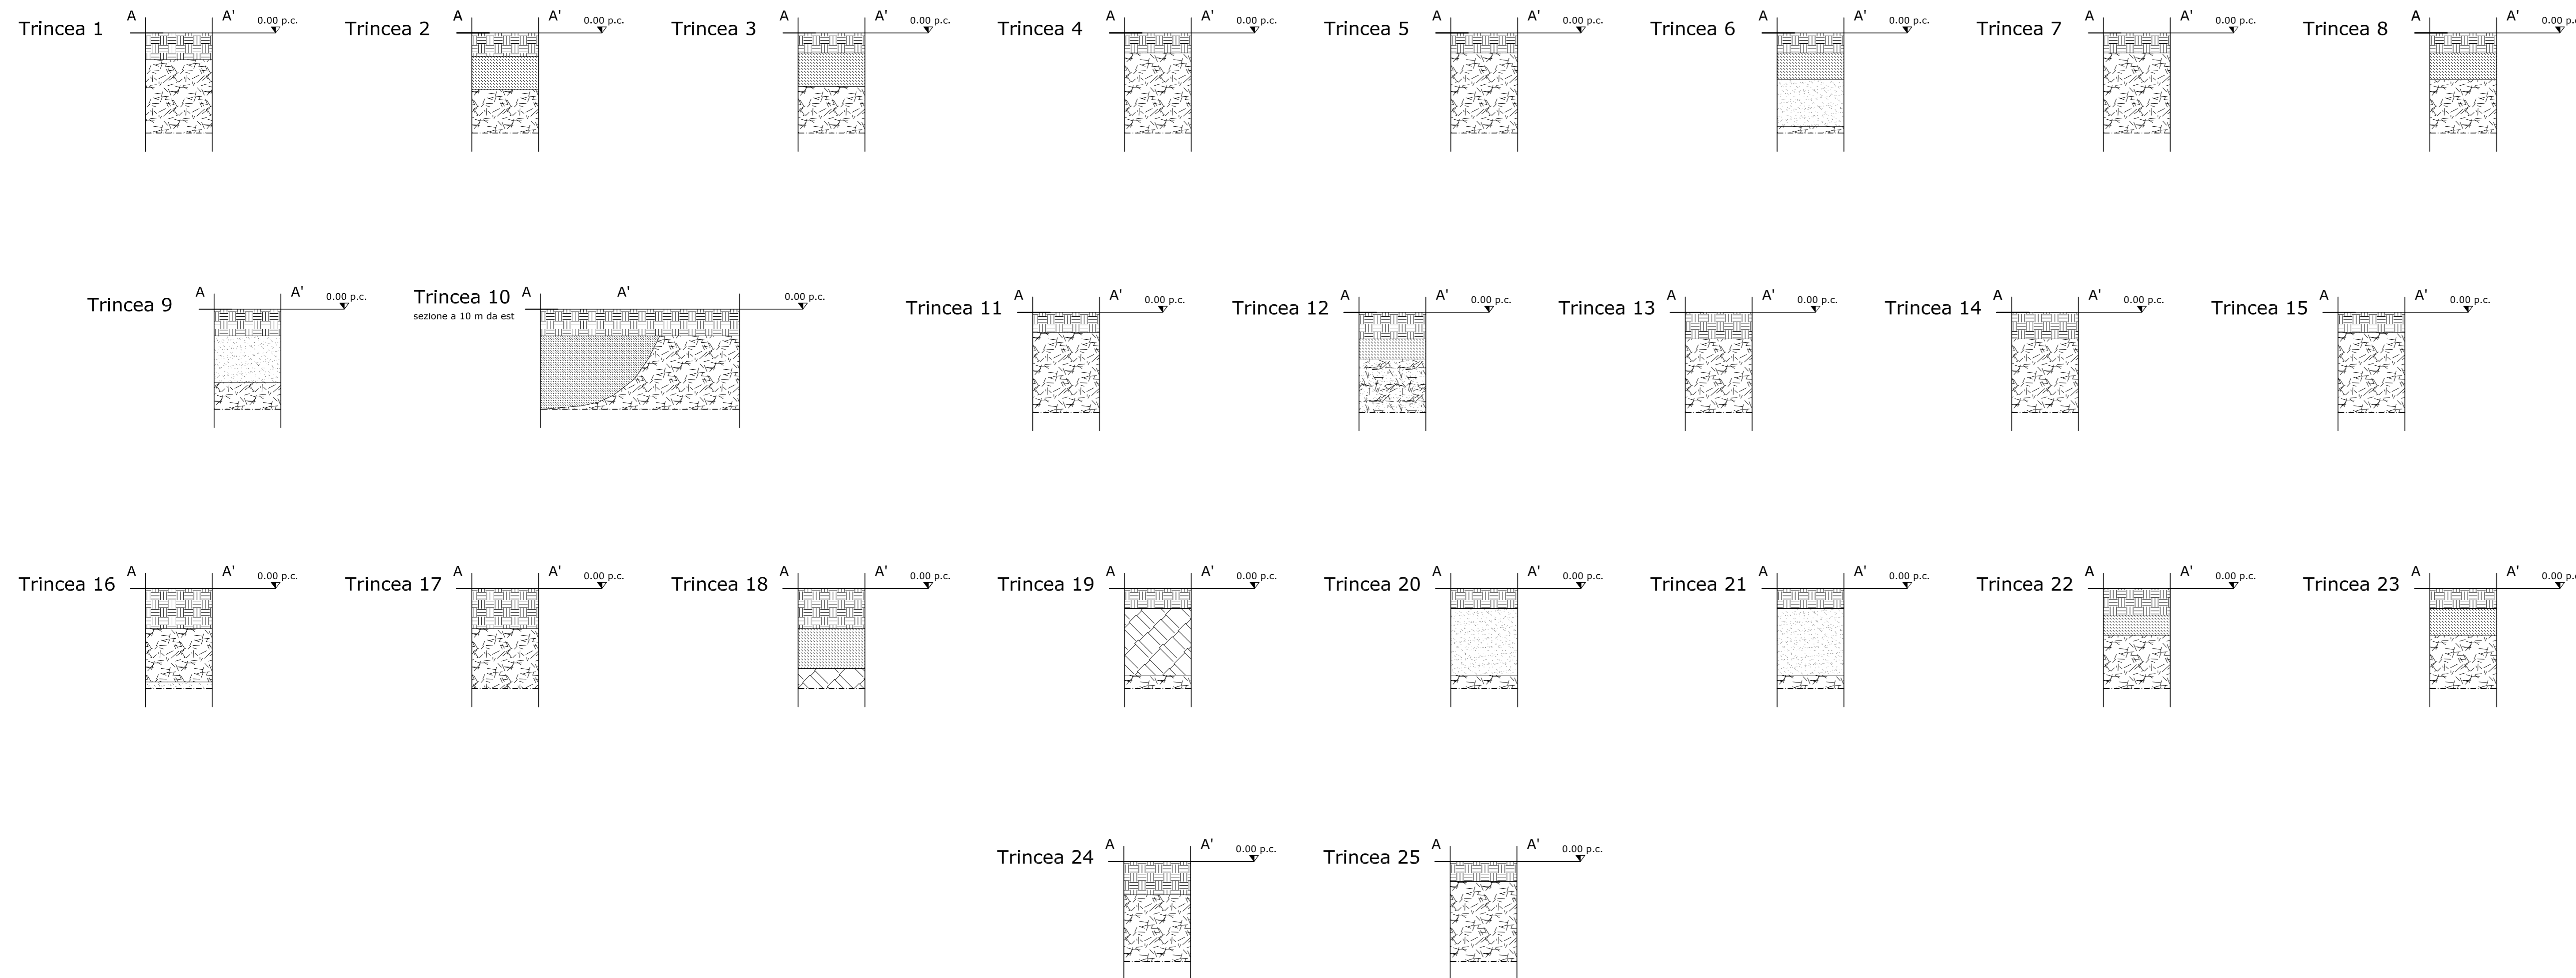 Trincea 1 A A' 0.00 p.c.
Trincea 2 A A' 0.00 p.c.
Trincea 3 A A' 0.00 p.c.
Trincea 4 A A' 0.00 p.c.
Trincea 5 A A' 0.00 p.c.
Trincea 6 A A' 0.00 p.c.
Trincea 7 A A' 0.00 p.c.
Trincea 8 A A' 0.00 p.c.
Trincea 9 A A' 0.00 p.c.
Trincea 10 A A' 0.00 p.c.
sezione a 10 m da est
Trincea 11 A A' 0.00 p.c.
Trincea 12 A A' 0.00 p.c.
Trincea 13 A A' 0.00 p.c.
Trincea 14 A A' 0.00 p.c.
Trincea 15 A A' 0.00 p.c.
Trincea 16 A A' 0.00 p.c.
Trincea 17 A A' 0.00 p.c.
Trincea 18 A A' 0.00 p.c.
Trincea 19 A A' 0.00 p.c.
Trincea 20 A A' 0.00 p.c.
Trincea 21 A A' 0.00 p.c.
Trincea 22 A A' 0.00 p.c.
Trincea 23 A A' 0.00 p.c
Trincea 24 A A' 0.00 p.c.
Trincea 25 A A' 0.00 p.c.